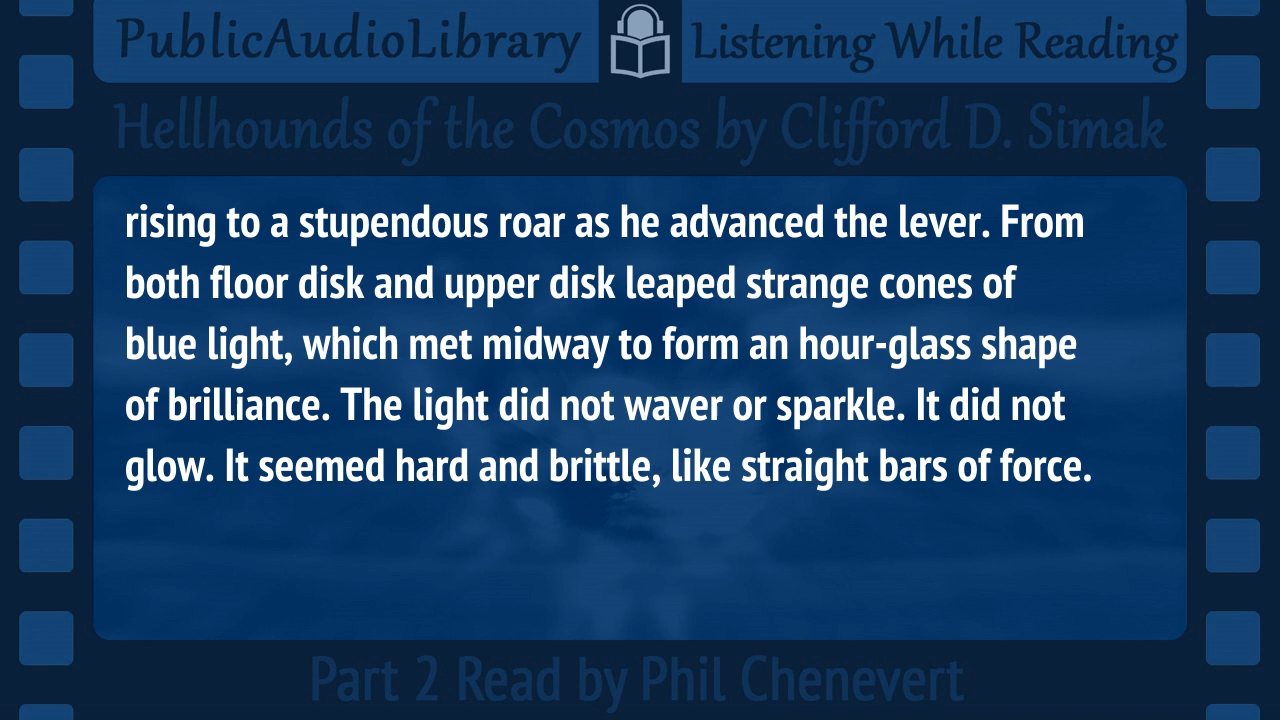 PublicAudioLibrary Listening While Reading
Hellhounds of the Cosmos by Clifford D. Simak
rising to a stupendous roar as he advanced the lever. From
both floor disk and upper disk leaped strange cones of
blue light, which met midway to form an hour-glass shape
of brilliance. The light did not waver or sparkle. It did not
glow. It seemed hard and brittle, like straight bars of force.
Part 2 Read by Phil Chenevert